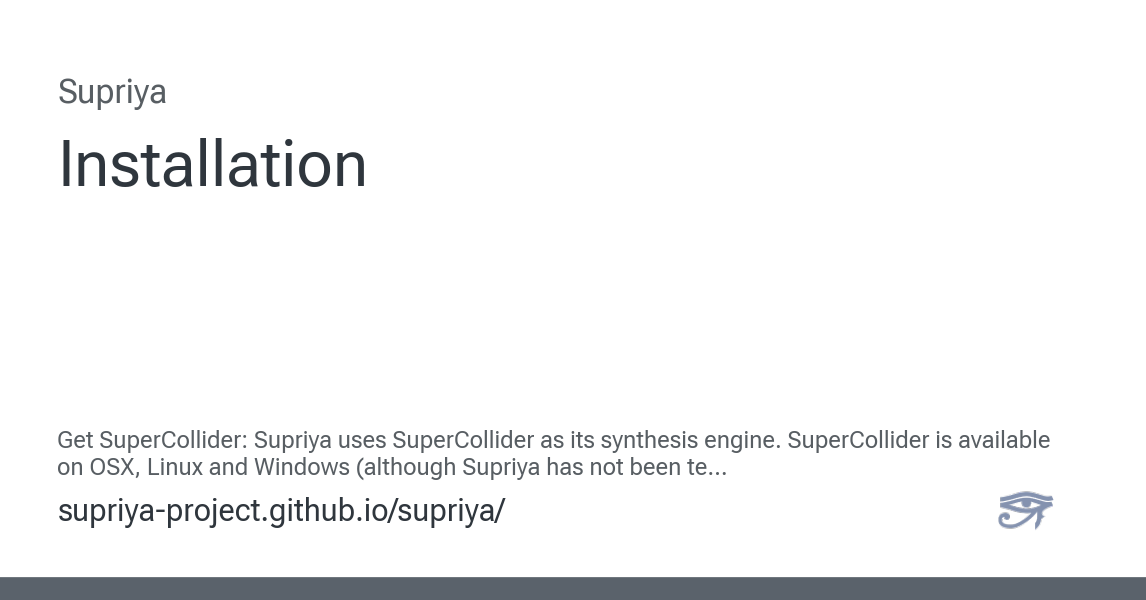 Supriya
Installation
Get SuperCollider: Supriya uses SuperCollider as its synthesis engine. SuperCollider is available
on OSX, Linux and Windows (although Supriya has not been te...
supriya-project.github.io/supriya/